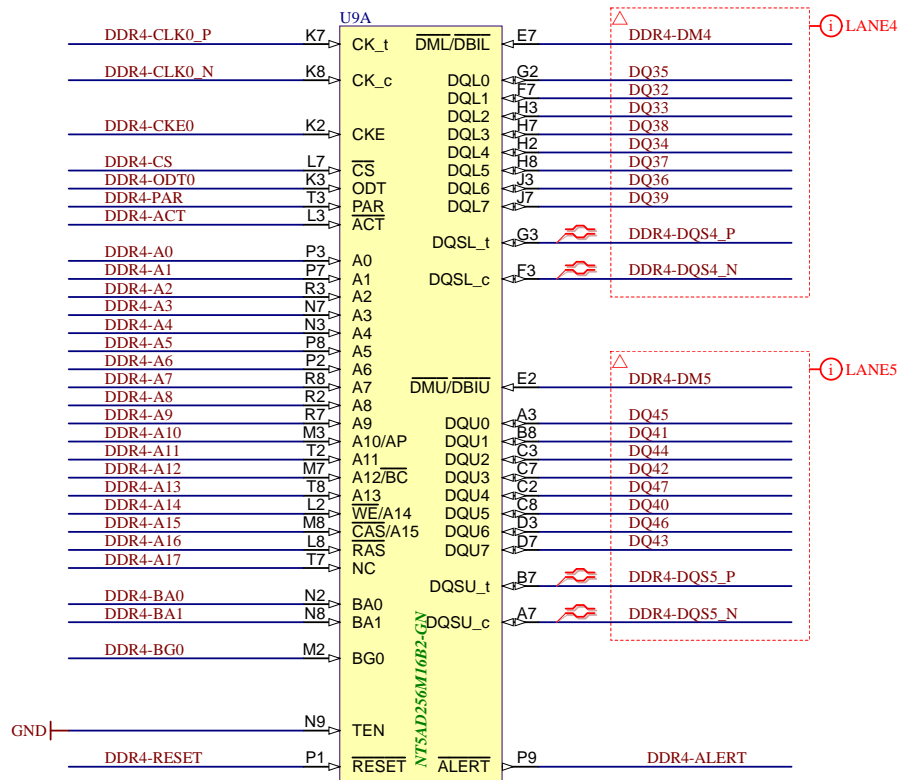 U9A
DDR4-CLK0_P K7 CK_t DML/DBIL E7 DDR4-DM4 LANE4
DDR4-CLK0_N K8 CK_c DQL0 G2 DQ35
DQL1 F7 DQ32
DQL2 H3 DQ33
DDR4-CKE0 K2 CKE DQL3 H7 DQ38
DQL4 H2 DQ34
DDR4-CS L7 CS DQL5 H8 DQ37
DDR4-ODT0 K3 ODT DQL6 J3 DQ36
DDR4-PAR T3 PAR DQL7 J7 DQ39
DDR4-ACT L3 ACT
DQSL_t G3 DDR4-DQS4_P
DDR4-A0 P3 A0
DDR4-A1 P7 A1 DQSL_c F3 DDR4-DQS4_N
DDR4-A2 R3 A2
DDR4-A3 N7 A3
DDR4-A4 N3 A4
DDR4-A5 P8 A5
DDR4-A6 P2 A6 LANE5
DDR4-A7 R8 A7 DMU/DBIU E2 DDR4-DM5
DDR4-A8 R2 A8
DDR4-A9 R7 A9 DQU0 A3 DQ45
DDR4-A10 M3 A10/AP DQU1 B8 DQ41
DDR4-A11 T2 A11 DQU2 C3 DQ44
DDR4-A12 M7 A12/BC DQU3 C7 DQ42
DDR4-A13 T8 A13 DQU4 C2 DQ47
DDR4-A14 L2 WE/A14 DQU5 C8 DQ40
DDR4-A15 M8 CAS/A15 DQU6 D3 DQ46
DDR4-A16 L8 RAS DQU7 D7 DQ43
DDR4-A17 T7 NC
DQSU_t B7 DDR4-DQS5_P
DDR4-BA0 N2 BA0
DDR4-BA1 N8 BA1 DQSU_c A7 DDR4-DQS5_N
DDR4-BG0 M2 BG0
NT5AD256M16B2-GN
GND N9 TEN
DDR4-RESET P1 RESET ALERT P9 DDR4-ALERT